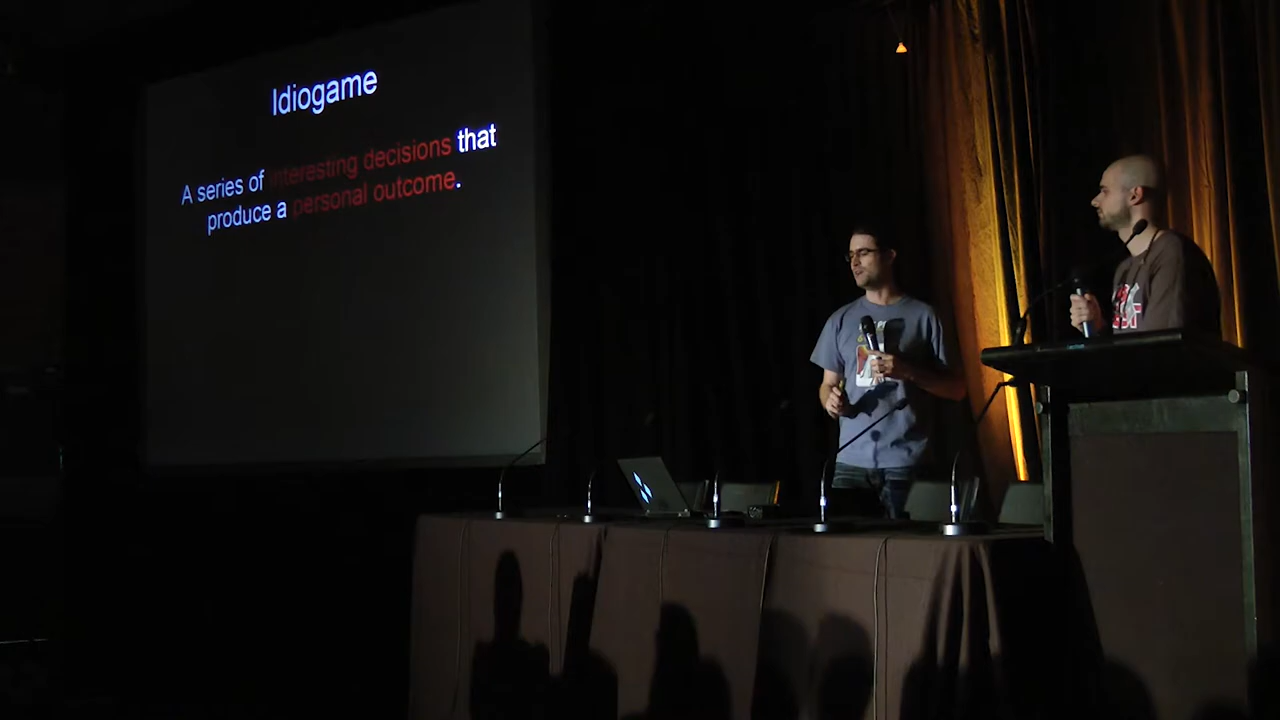 Idiogame
A series of interesting decisions that
produce a personal outcome.